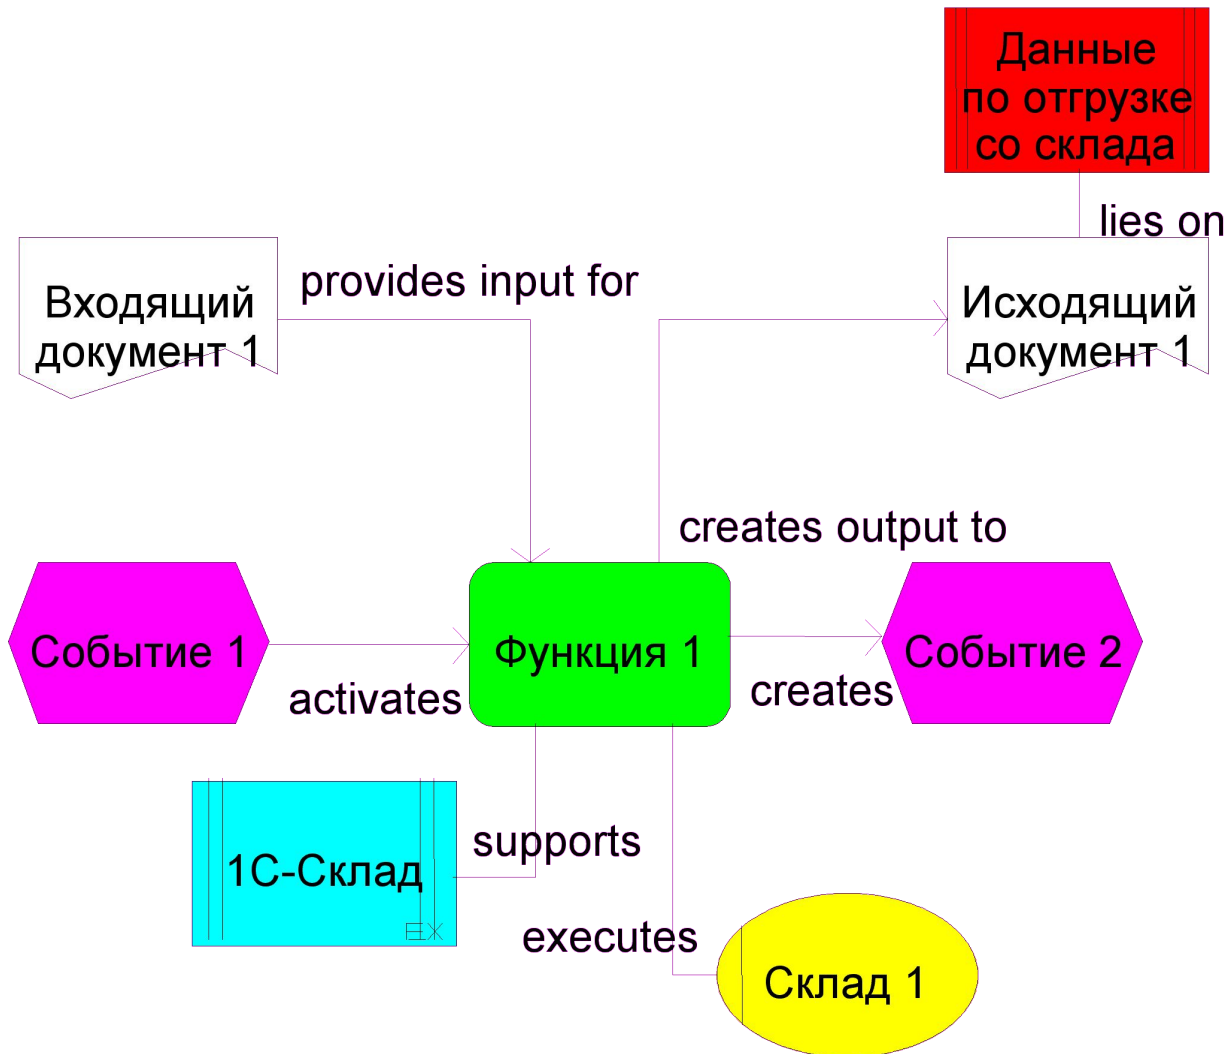 Данные
по отгрузке
со склада
lies on
Входящий
документ 1
provides input for
Исходящий
документ 1
creates output to
Событие 1
activates
Функция 1
creates
Событие 2
1С-Склад
EX
supports
executes
Склад 1